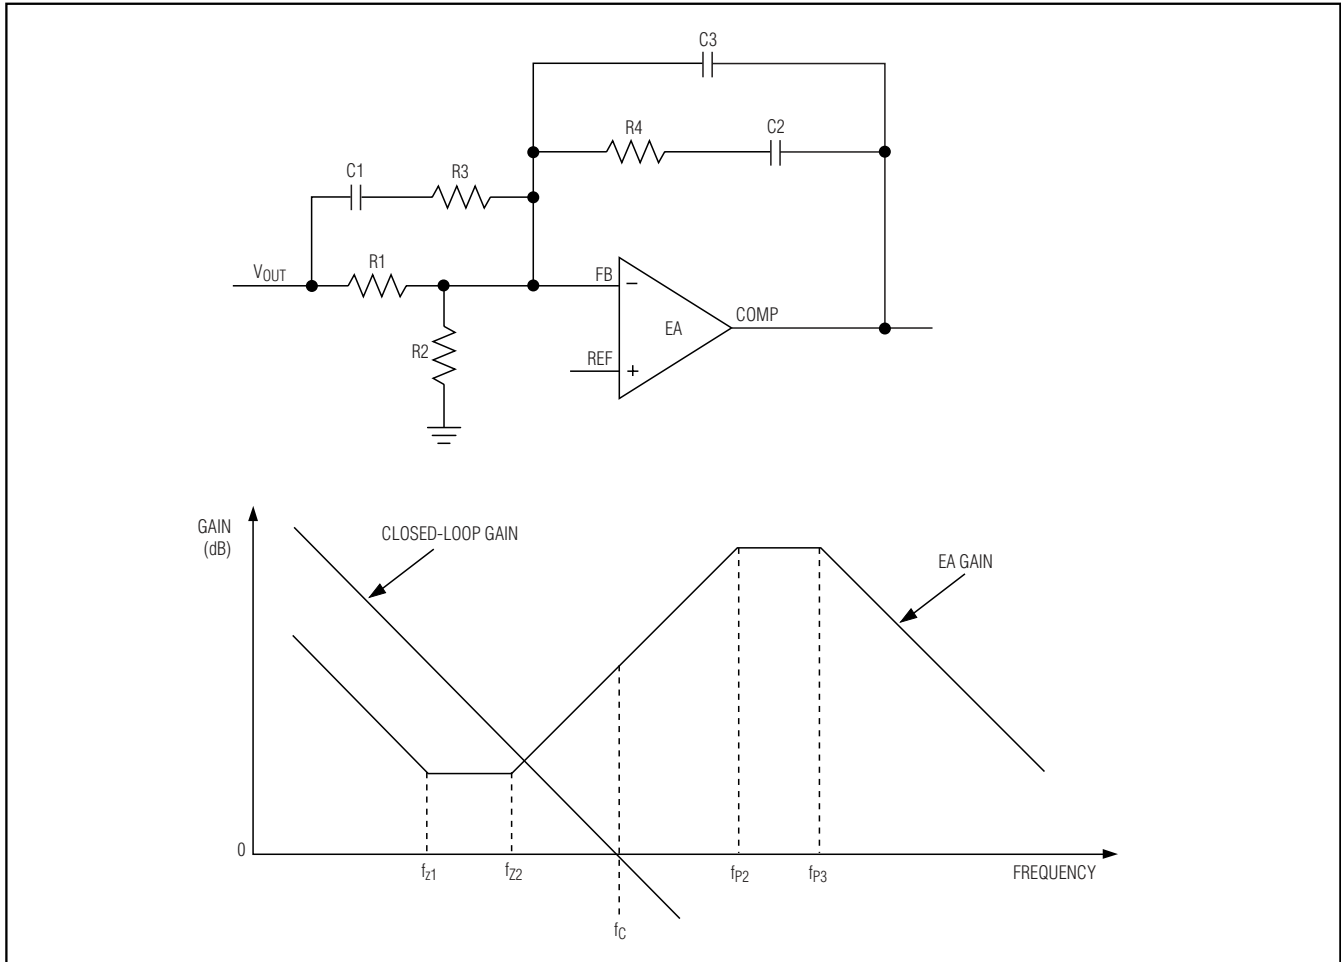 C3
R4
C2
C1
R3
VOUT
R1
FB
−
EA
COMP
R2
REF
+
GAIN
(dB)
CLOSED-LOOP GAIN
EA GAIN
0
fz1
fZ2
fP2
fP3
FREQUENCY
fC